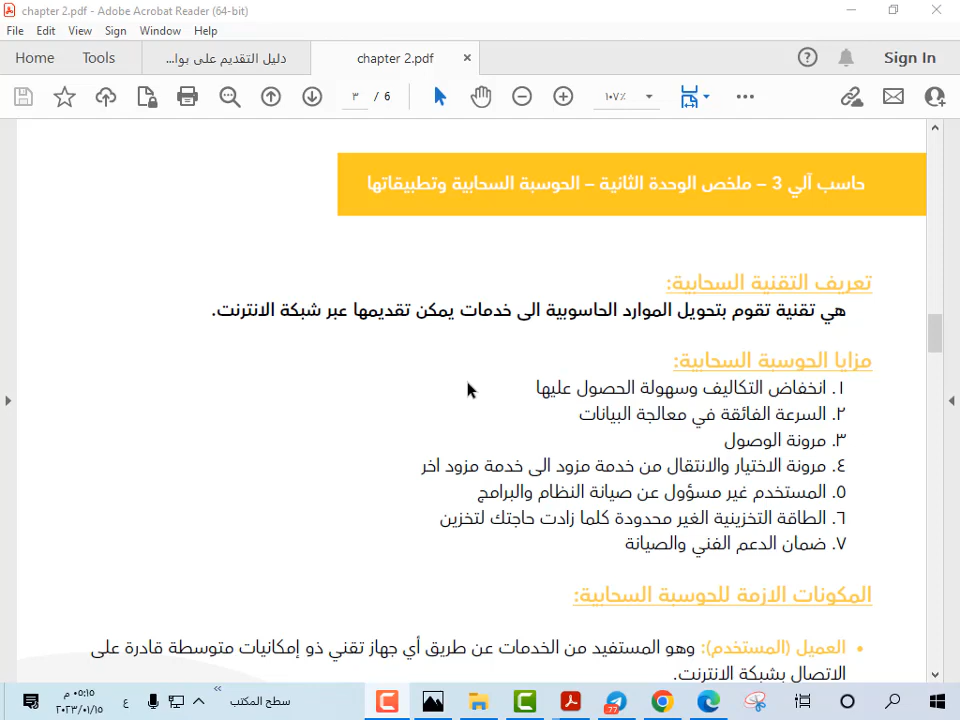 chapter 2.pdf - Adobe Acrobat Reader (64-bit)
File Edit View Sign Window Help
Home Tools دليل التقديم على بوا... chapter 2.pdf × Sign In
٣ / 6 ١٠٧٪
حاسب آلي 3 – ملخص الوحدة الثانية – الحوسبة السحابية وتطبيقاتها
تعريف التقنية السحابية:
هي تقنية تقوم بتحويل الموارد الحاسوبية الى خدمات يمكن تقديمها عبر شبكة الانترنت.
مزايا الحوسبة السحابية:
١. انخفاض التكاليف وسهولة الحصول عليها
٢. السرعة الفائقة في معالجة البيانات
٣. مرونة الوصول
٤. مرونة الاختيار والانتقال من خدمة مزود الى خدمة مزود اخر
٥. المستخدم غير مسؤول عن صيانة النظام والبرامج
٦. الطاقة التخزينية الغير محدودة كلما زادت حاجتك لتخزين
٧. ضمان الدعم الفني والصيانة
المكونات الازمة للحوسبة السحابية:
• العميل (المستخدم): وهو المستفيد من الخدمات عن طريق أي جهاز تقني ذو إمكانيات متوسطة قادرة على
الاتصال بشبكة الانترنت.
٠٥:١٥ م
٢٠٢٣/٠١/١٥
ع
سطح المكتب
77